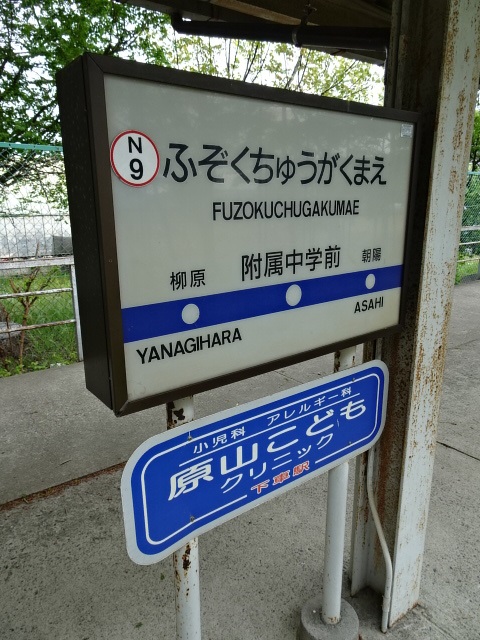 N
9
ふぞくちゅうがくまえ
FUZOKUCHUGAKUMAE
柳原 附属中学前 朝陽
YANAGIHARA ASAHI
小児科 アレルギー科
原山こども
クリニック
下車駅